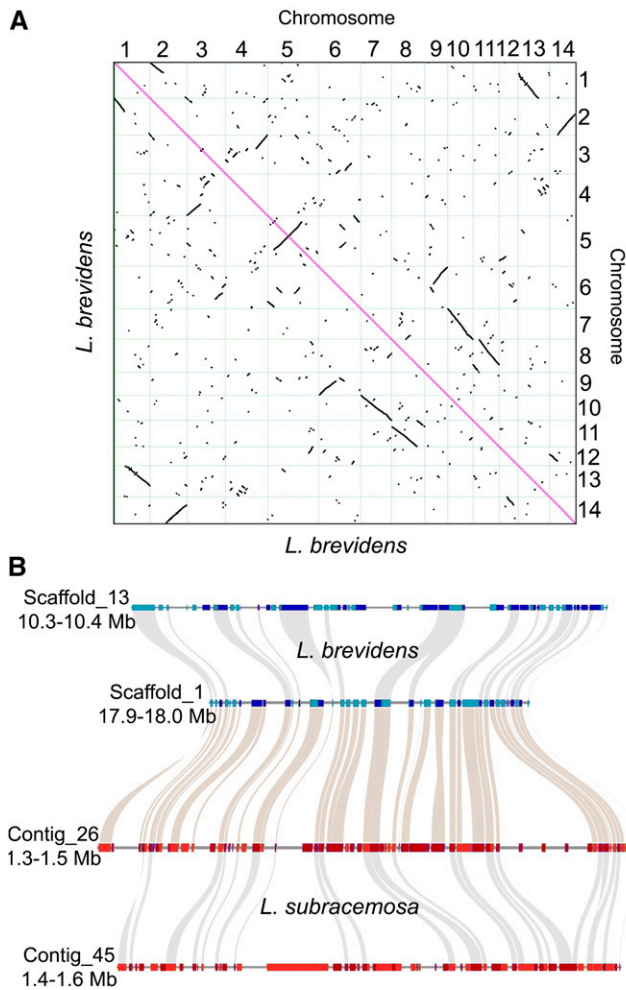 A
Chromosome
1 2 3 4 5 6 7 8 9 10 11 12 13 14
L. brevidens
1
2
3
4
5
6
7
8
9
10
11
12
13
14
Chromosome
L. brevidens
B
Scaffold_13
10.3-10.4 Mb
L. brevidens
Scaffold_1
17.9-18.0 Mb
Contig_26
1.3-1.5 Mb
L. subracemosa
Contig_45
1.4-1.6 Mb